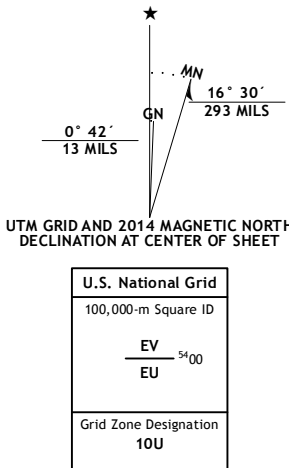 MN
GN
16° 30´
293 MILS
0° 42´
13 MILS
UTM GRID AND 2014 MAGNETIC NORTH
DECLINATION AT CENTER OF SHEET
U.S. National Grid
100,000-m Square ID
EV
5400
EU
Grid Zone Designation
10U